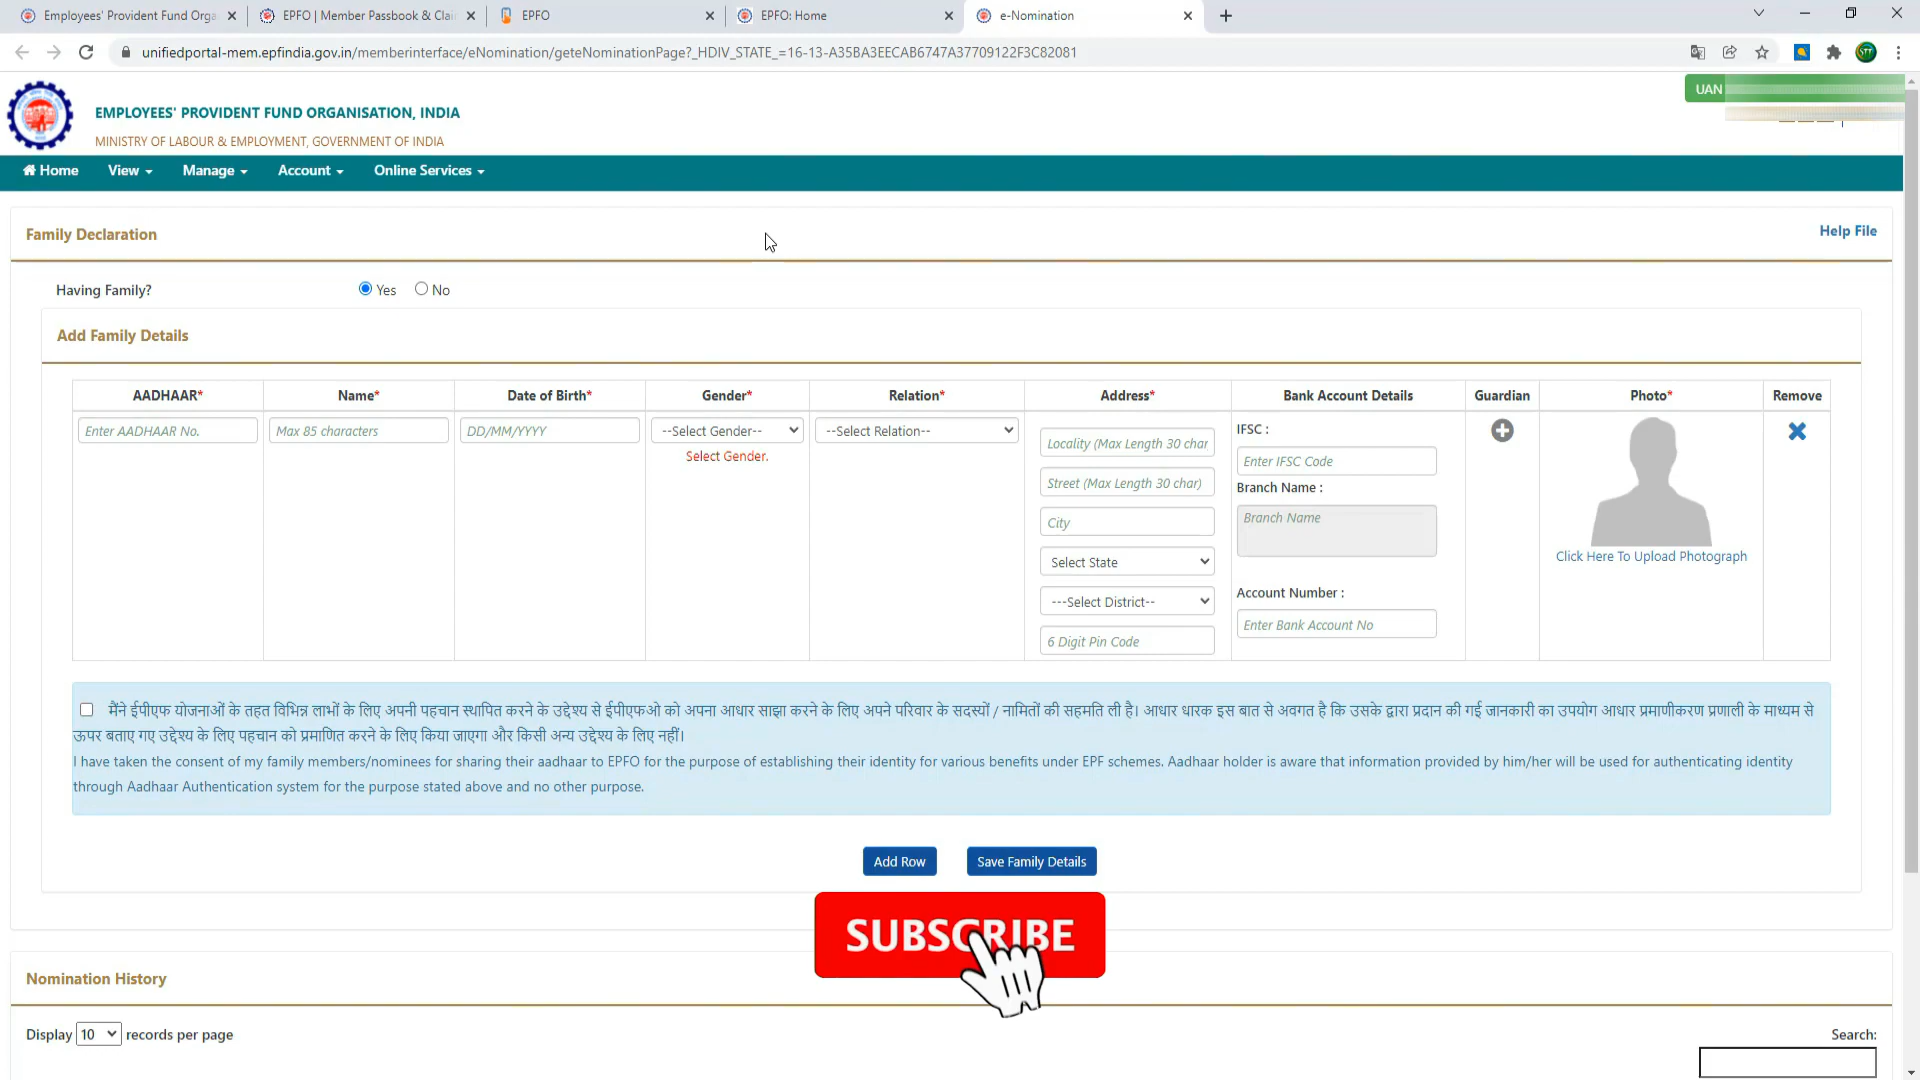 Employees' Provident Fund Orga
EPFO | Member Passbook & Clai
EPFO
EPFO: Home
e-Nomination
unifiedportal-mem.epfindia.gov.in/memberinterface/eNomination/geteNominationPage?_HDIV_STATE_=16-13-A35BA3EECAB6747A37709122F3C82081
EMPLOYEES' PROVIDENT FUND ORGANISATION, INDIA
MINISTRY OF LABOUR & EMPLOYMENT, GOVERNMENT OF INDIA
UAN
Home View Manage Account Online Services
Family Declaration
Help File
Having Family? Yes No
Add Family Details
AADHAAR* Name* Date of Birth* Gender* Relation* Address* Bank Account Details Guardian Photo* Remove
Enter AADHAAR No. Max 85 characters DD/MM/YYYY --Select Gender-- --Select Relation--
Select Gender.
Locality (Max Length 30 char
Street (Max Length 30 char)
City
Select State
---Select District--
6 Digit Pin Code
IFSC :
Enter IFSC Code
Branch Name :
Branch Name
Account Number :
Enter Bank Account No
Click Here To Upload Photograph
मैंने ईपीएफ योजनाओं के तहत विभिन्न लाभों के लिए अपनी पहचान स्थापित करने के उद्देश्य से ईपीएफओ को अपना आधार साझा करने के लिए अपने परिवार के सदस्यों / नामितों की सहमति ली है। आधार धारक इस बात से अवगत है कि उसके द्वारा प्रदान की गई जानकारी का उपयोग आधार प्रमाणीकरण प्रणाली के माध्यम से
ऊपर बताए गए उद्देश्य के लिए पहचान को प्रमाणित करने के लिए किया जाएगा और किसी अन्य उद्देश्य के लिए नहीं।
I have taken the consent of my family members/nominees for sharing their aadhaar to EPFO for the purpose of establishing their identity for various benefits under EPF schemes. Aadhaar holder is aware that information provided by him/her will be used for authenticating identity
through Aadhaar Authentication system for the purpose stated above and no other purpose.
Add Row Save Family Details
SUBSCRIBE
Nomination History
Display 10 records per page
Search: